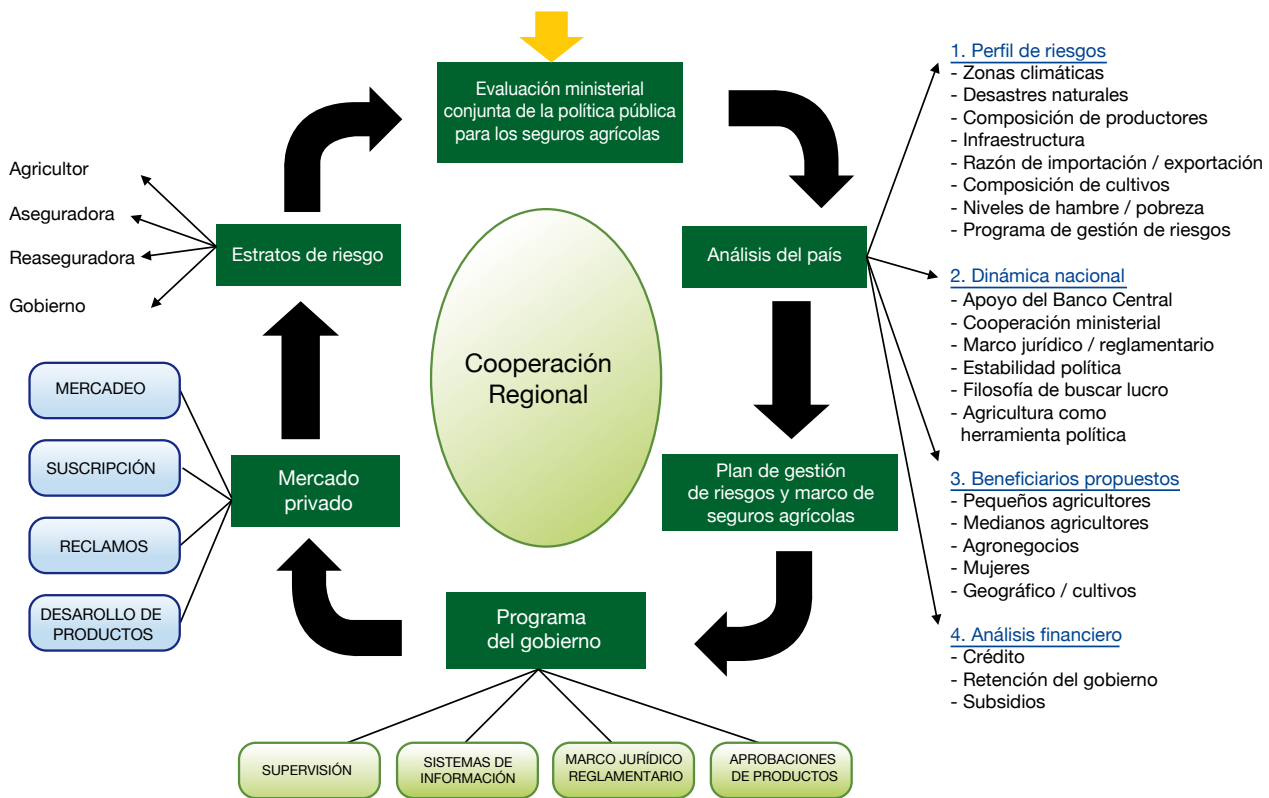 Evaluación ministerial
conjunta de la política pública
para los seguros agrícolas
Análisis del país
1. Perfil de riesgos
- Zonas climáticas
- Desastres naturales
- Composición de productores
- Infraestructura
- Razón de importación / exportación
- Composición de cultivos
- Niveles de hambre / pobreza
- Programa de gestión de riesgos
2. Dinámica nacional
- Apoyo del Banco Central
- Cooperación ministerial
- Marco jurídico / reglamentario
- Estabilidad política
- Filosofía de buscar lucro
- Agricultura como
herramienta política
3. Beneficiarios propuestos
- Pequeños agricultores
- Medianos agricultores
- Agronegocios
- Mujeres
- Geográfico / cultivos
4. Análisis financiero
- Crédito
- Retención del gobierno
- Subsidios
Plan de gestión
de riesgos y marco de
seguros agrícolas
Programa
del gobierno
SUPERVISIÓN
SISTEMAS DE
INFORMACIÓN
MARCO JURÍDICO
REGLAMENTARIO
APROBACIONES
DE PRODUCTOS
Mercado
privado
MERCADEO
SUSCRIPCIÓN
RECLAMOS
DESAROLLO DE
PRODUCTOS
Estratos de riesgo
Agricultor
Aseguradora
Reaseguradora
Gobierno
Cooperación
Regional